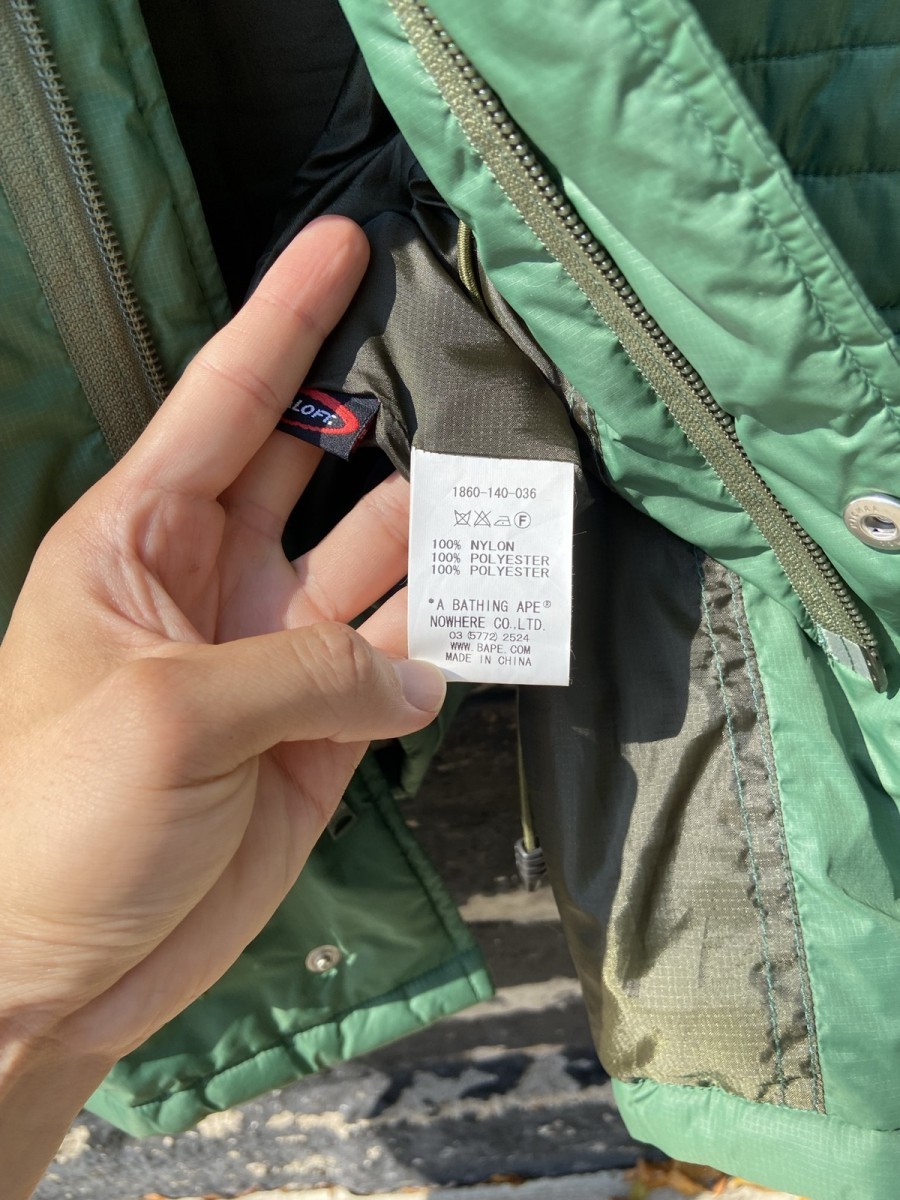 LOFT
1860-140-036
F
100% NYLON
100% POLYESTER
100% POLYESTER
"A BATHING APE®
NOWHERE CO.,LTD.
03 (5772) 2524
WWW.BAPE.COM
MADE IN CHINA